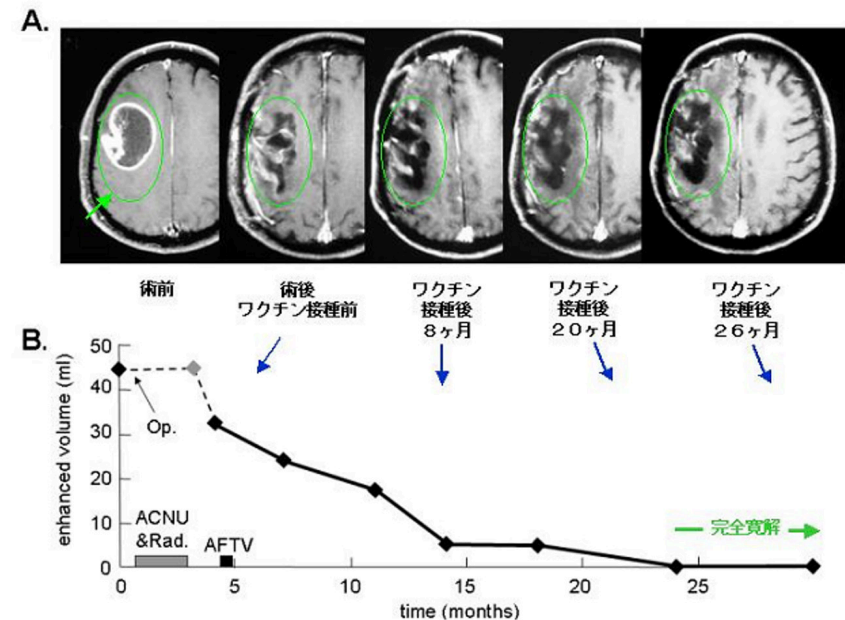 A.
術前
術後
ワクチン接種前
ワクチン
接種後
8ヶ月
ワクチン
接種後
20ヶ月
ワクチン
接種後
26ヶ月
B.
enhanced volume (ml)
50
40
30
20
10
0
Op.
ACNU
&Rad.
AFTV
完全寛解
0
5
10
15
20
25
time (months)